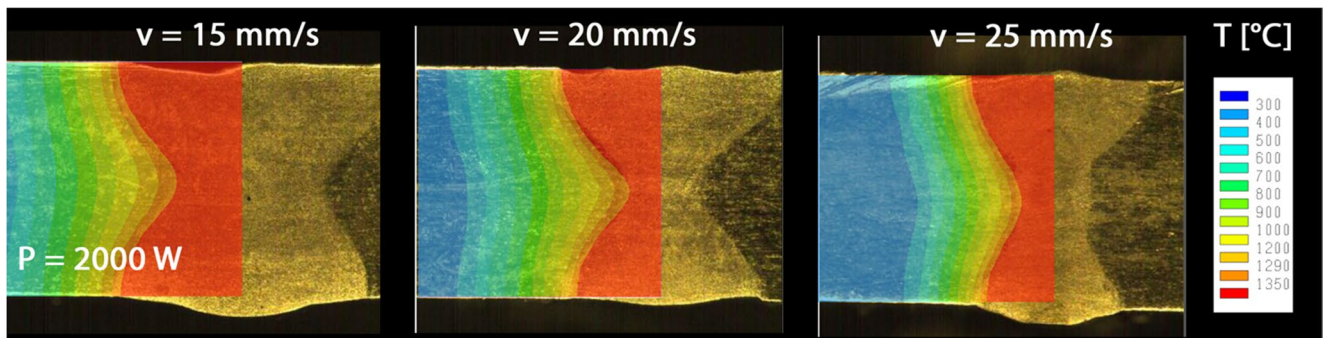 v = 15 mm/s
v = 20 mm/s
v = 25 mm/s
T [°C]
300
400
500
600
700
800
900
1000
1200
1290
1350
P = 2000 W